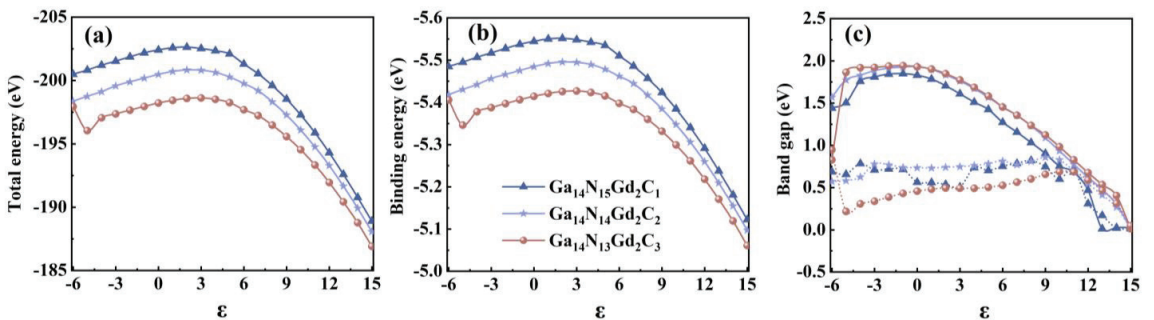 (a)
Total energy (eV)
-205
-200
-195
-190
-185
-6 -3 0 3 6 9 12 15
ε
(b)
Binding energy (eV)
-5.6
-5.5
-5.4
-5.3
-5.2
-5.1
-5.0
Ga14N15Gd2C1
Ga14N14Gd2C2
Ga14N13Gd2C3
-6 -3 0 3 6 9 12 15
ε
(c)
Band gap (eV)
2.5
2.0
1.5
1.0
0.5
0.0
-0.5
-6 -3 0 3 6 9 12 15
ε